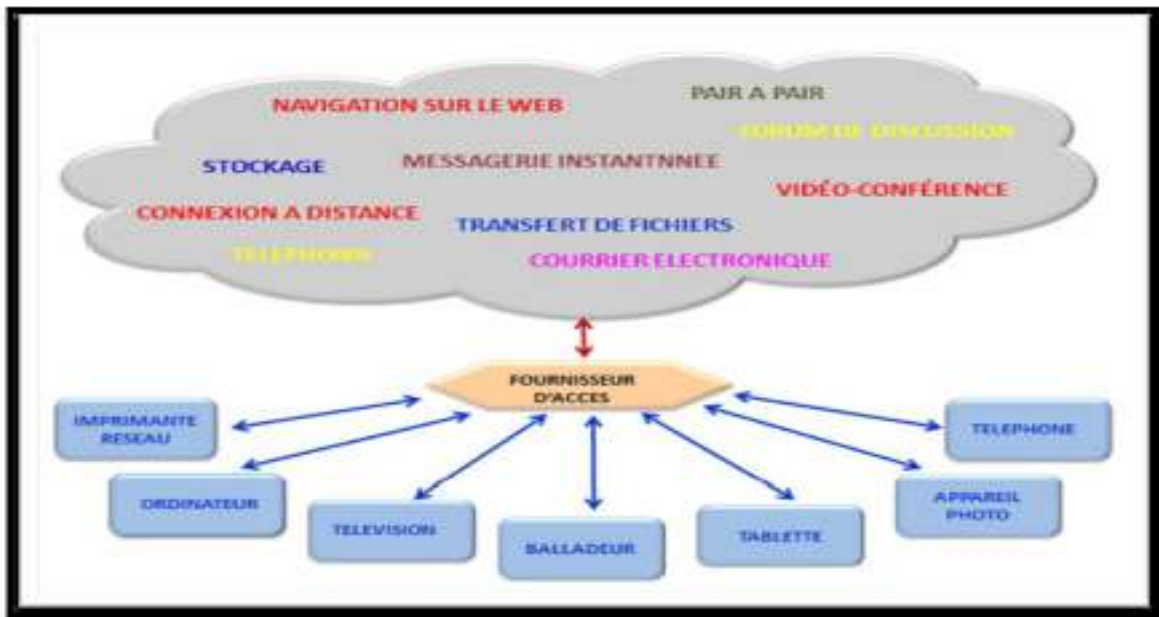 NAVIGATION SUR LE WEB
PAIR A PAIR
FORUM DE DISCUSSION
STOCKAGE
MESSAGERIE INSTANTNNEE
VIDÉO-CONFÉRENCE
CONNEXION A DISTANCE
TRANSFERT DE FICHIERS
TELEPHONIE
COURRIER ELECTRONIQUE
FOURNISSEUR
D'ACCES
IMPRIMANTE
RESEAU
TELEPHONE
ORDINATEUR
APPAREIL
PHOTO
TELEVISION
TABLETTE
BALLADEUR